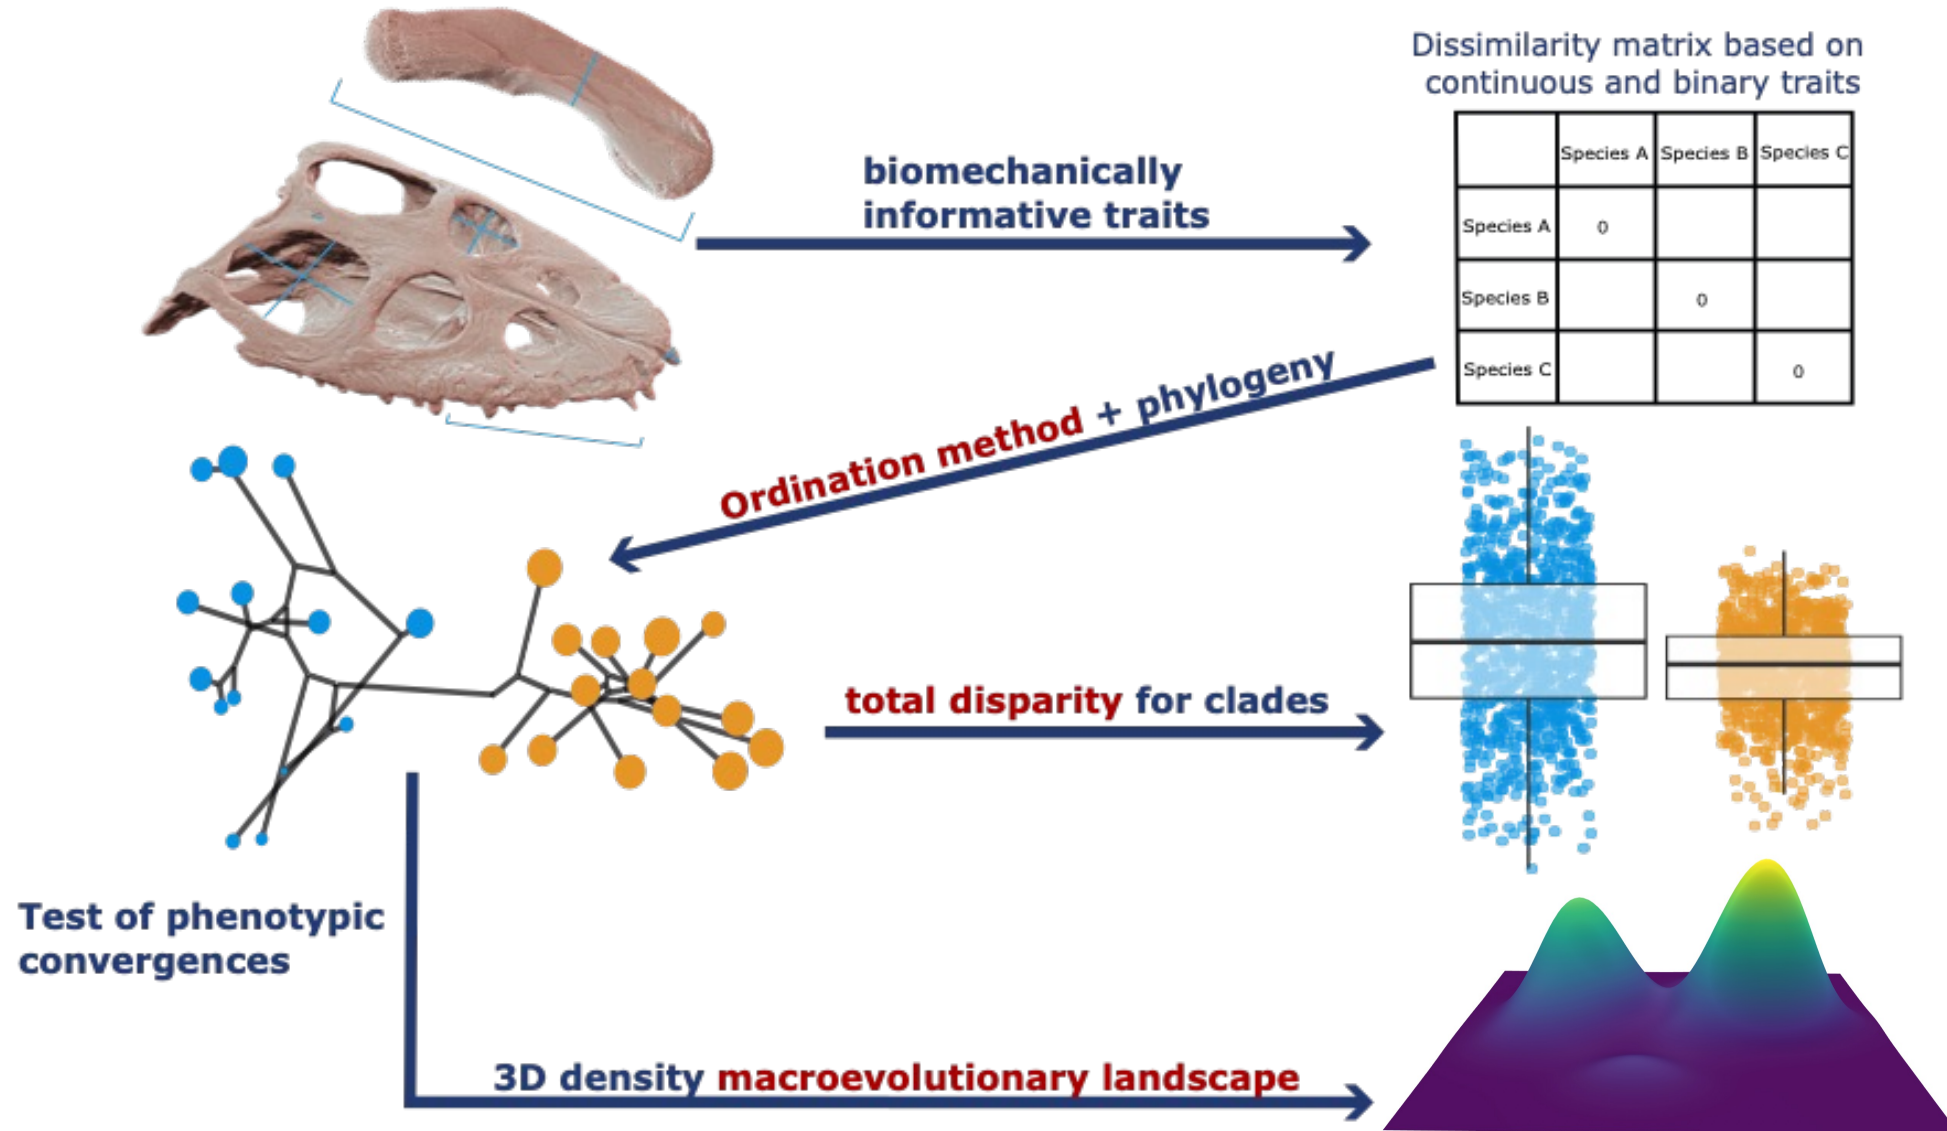 Dissimilarity matrix based on
continuous and binary traits
biomechanically
informative traits
Species A Species B Species C
Species A 0
Species B 0
Species C 0
Ordination method + phylogeny
total disparity for clades
Test of phenotypic
convergences
3D density macroevolutionary landscape